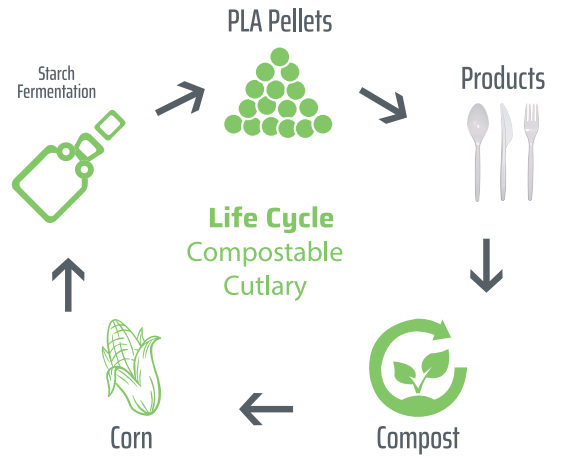 PLA Pellets
Starch
Fermentation
Products
Life Cycle
Compostable
Cutlary
Corn
Compost